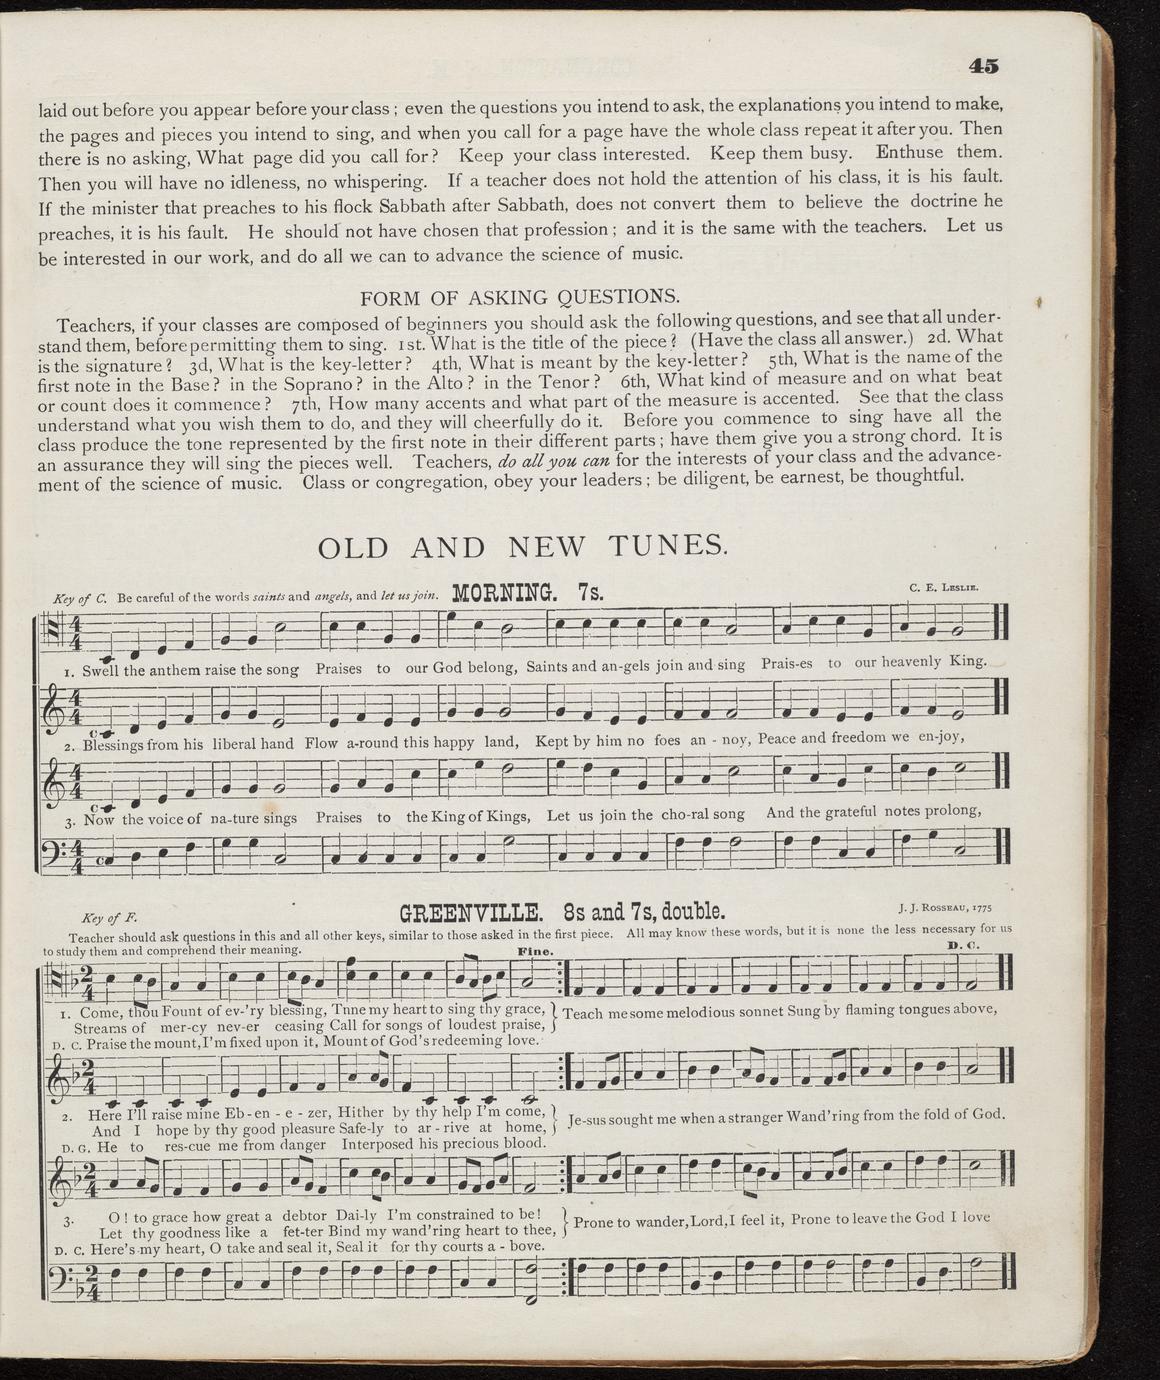 45
laid out before you appear before your class; even the questions you intend to ask, the explanations you intend to make,
the pages and pieces you intend to sing, and when you call for a page have the whole class repeat it after you. Then
there is no asking, What page did you call for? Keep your class interested. Keep them busy. Enthuse them.
Then you will have no idleness, no whispering. If a teacher does not hold the attention of his class, it is his fault.
If the minister that preaches to his flock Sabbath after Sabbath, does not convert them to believe the doctrine he
preaches, it is his fault. He should not have chosen that profession; and it is the same with the teachers. Let us
be interested in our work, and do all we can to advance the science of music.
FORM OF ASKING QUESTIONS.
Teachers, if your classes are composed of beginners you should ask the following questions, and see that all under-
stand them, before permitting them to sing. 1st. What is the title of the piece? (Have the class all answer.) 2d. What
is the signature? 3d, What is the key-letter? 4th, What is meant by the key-letter? 5th, What is the name of the
first note in the Base? in the Soprano? in the Alto? in the Tenor? 6th, What kind of measure and on what beat
or count does it commence? 7th, How many accents and what part of the measure is accented. See that the class
understand what you wish them to do, and they will cheerfully do it. Before you commence to sing have all the
class produce the tone represented by the first note in their different parts; have them give you a strong chord. It is
an assurance they will sing the pieces well. Teachers, do all you can for the interests of your class and the advance-
ment of the science of music. Class or congregation, obey your leaders; be diligent, be earnest, be thoughtful.
OLD AND NEW TUNES.
Key of C. Be careful of the words saints and angels, and let us join. MORNING. 7s. C. E. LESLIE.
4 4
1. Swell the anthem raise the song Praises to our God belong, Saints and an-gels join and sing Prais-es to our heavenly King.
4 4
C
2. Blessings from his liberal hand Flow a-round this happy land, Kept by him no foes an - noy, Peace and freedom we en-joy,
4 4
C
3. Now the voice of na-ture sings Praises to the King of Kings, Let us join the cho-ral song And the grateful notes prolong,
4 4
C
Key of F. GREENVILLE. 8s and 7s, double. J. J. ROSSEAU, 1775
Teacher should ask questions in this and all other keys, similar to those asked in the first piece. All may know these words, but it is none the less necessary for us
to study them and comprehend their meaning. Fine. D. C.
2 4
1. Come, thou Fount of ev-'ry blessing, Tnne my heart to sing thy grace, } Teach me some melodious sonnet Sung by flaming tongues above,
Streams of mer-cy nev-er ceasing Call for songs of loudest praise,
D. C. Praise the mount, I'm fixed upon it, Mount of God's redeeming love.
2 4
2. Here I'll raise mine Eb-en-e-zer, Hither by thy help I'm come, } Je-sus sought me when a stranger Wand'ring from the fold of God.
And I hope by thy good pleasure Safe-ly to ar-rive at home,
D. G. He to res-cue me from danger Interposed his precious blood.
2 4
3. O! to grace how great a debtor Dai-ly I'm constrained to be! } Prone to wander, Lord, I feel it, Prone to leave the God I love
Let thy goodness like a fet-ter Bind my wand'ring heart to thee,
D. C. Here's my heart, O take and seal it, Seal it for thy courts a - bove.
2 4